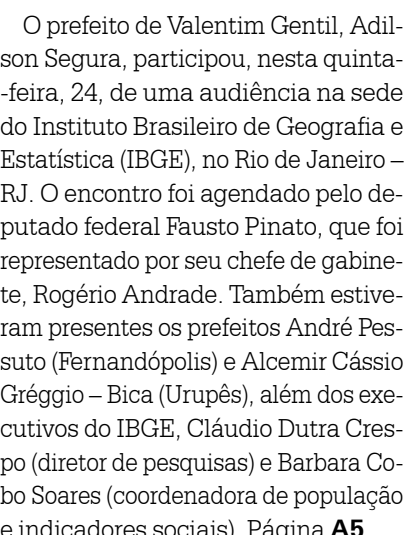 O prefeito de Valentim Gentil, Adil-
son Segura, participou, nesta quinta-
-feira, 24, de uma audiência na sede
do Instituto Brasileiro de Geografia e
Estatística (IBGE), no Rio de Janeiro –
RJ. O encontro foi agendado pelo de-
putado federal Fausto Pinato, que foi
representado por seu chefe de gabine-
te, Rogério Andrade. Também estive-
ram presentes os prefeitos André Pes-
suto (Fernandópolis) e Alcemir Cássio
Gréggio – Bica (Urupês), além dos exe-
cutivos do IBGE, Cláudio Dutra Cres-
po (diretor de pesquisas) e Barbara Co-
bo Soares (coordenadora de população
e indicadores sociais). Página A5